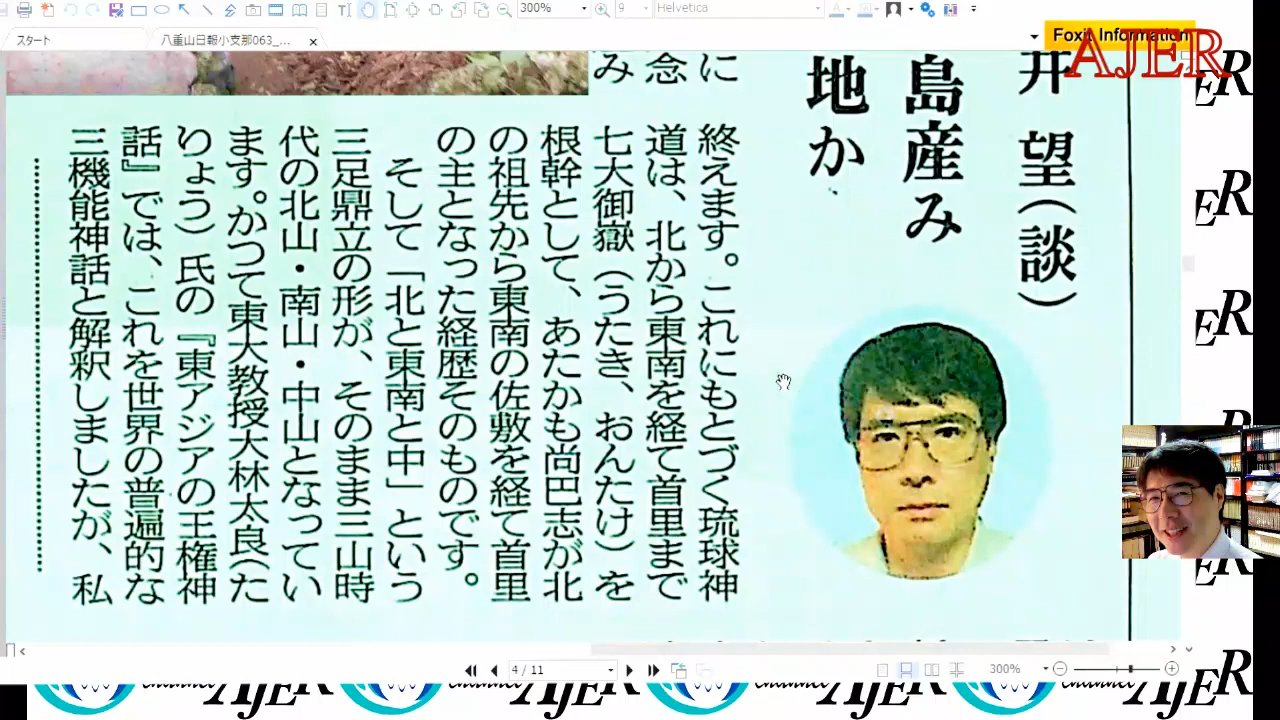 300%
9
Helvetica
スタート
八重山日報小支那063_...
Foxit Information
AJER
井 望(談)
島産み
地か
に
念
み
終えます。これにもとづく琉球神
道は、北から東南を経て首里まで
七大御嶽(うたき、おんたけ)を
根幹として、あたかも尚巴志が北
の祖先から東南の佐敷を経て首里
の主となった経歴そのものです。
そして「北と東南と中」という
三足鼎立の形が、そのまま三山時
代の北山・南山・中山となってい
ます。かつて東大教授大林太良(た
りょう)氏の『東アジアの王権神
話』では、これを世界の普遍的な
三機能神話と解釈しましたが、私
4 / 11
300%
AJER
AJER
AJER
AJER